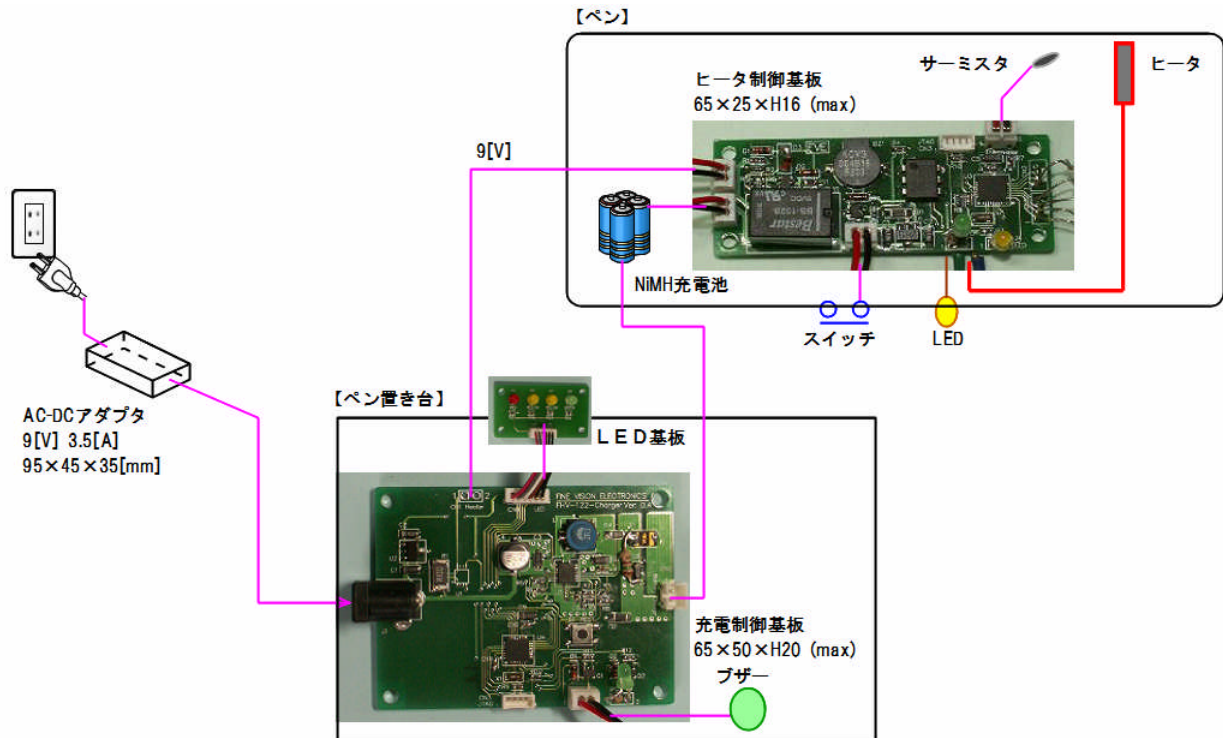 【ペン】
サーミスタ
ヒータ
ヒータ制御基板
65×25×H16 (max)
9[V]
Bestar
NiMH充電池
スイッチ
LED
AC-DCアダプタ
9[V] 3.5[A]
95×45×35[mm]
【ペン置き台】
LED基板
FINE VISION ELECTRONICS
充電制御基板
65×50×H20 (max)
ブザー